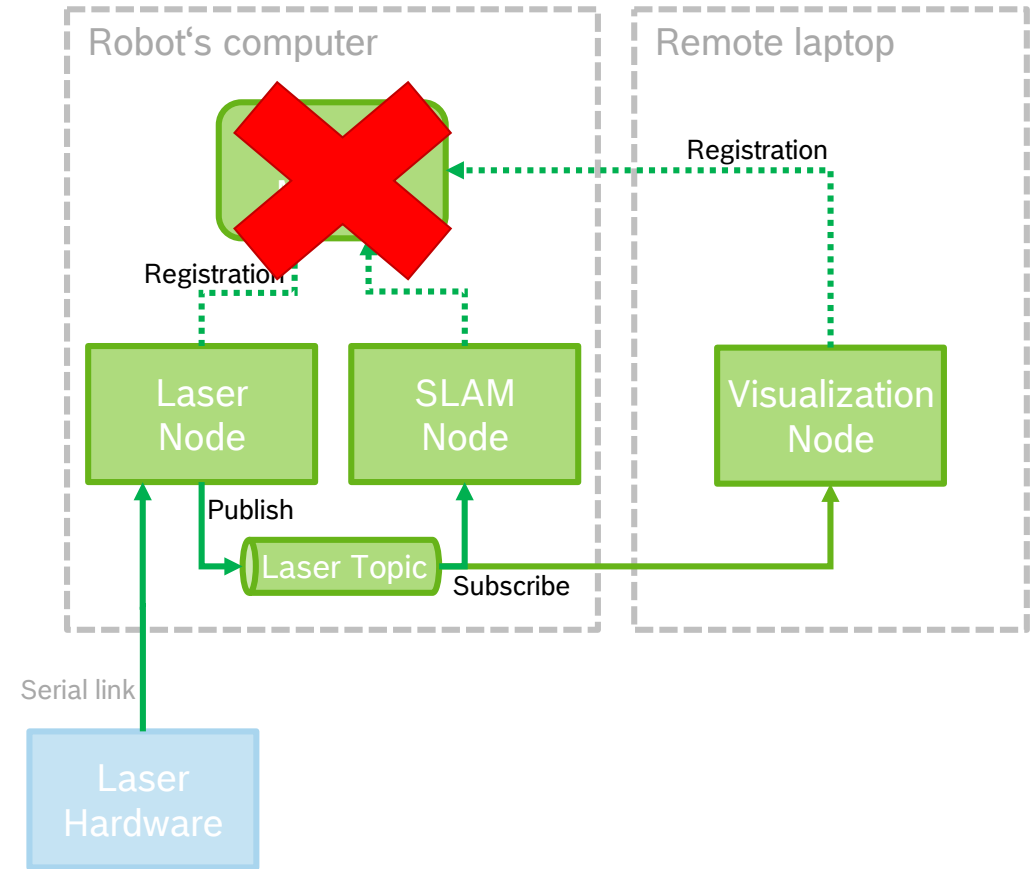 Robot‘s computer
Remote laptop
Registration
Registration
Laser
Node
SLAM
Node
Visualization
Node
Publish
Laser Topic
Subscribe
Serial link
Laser
Hardware